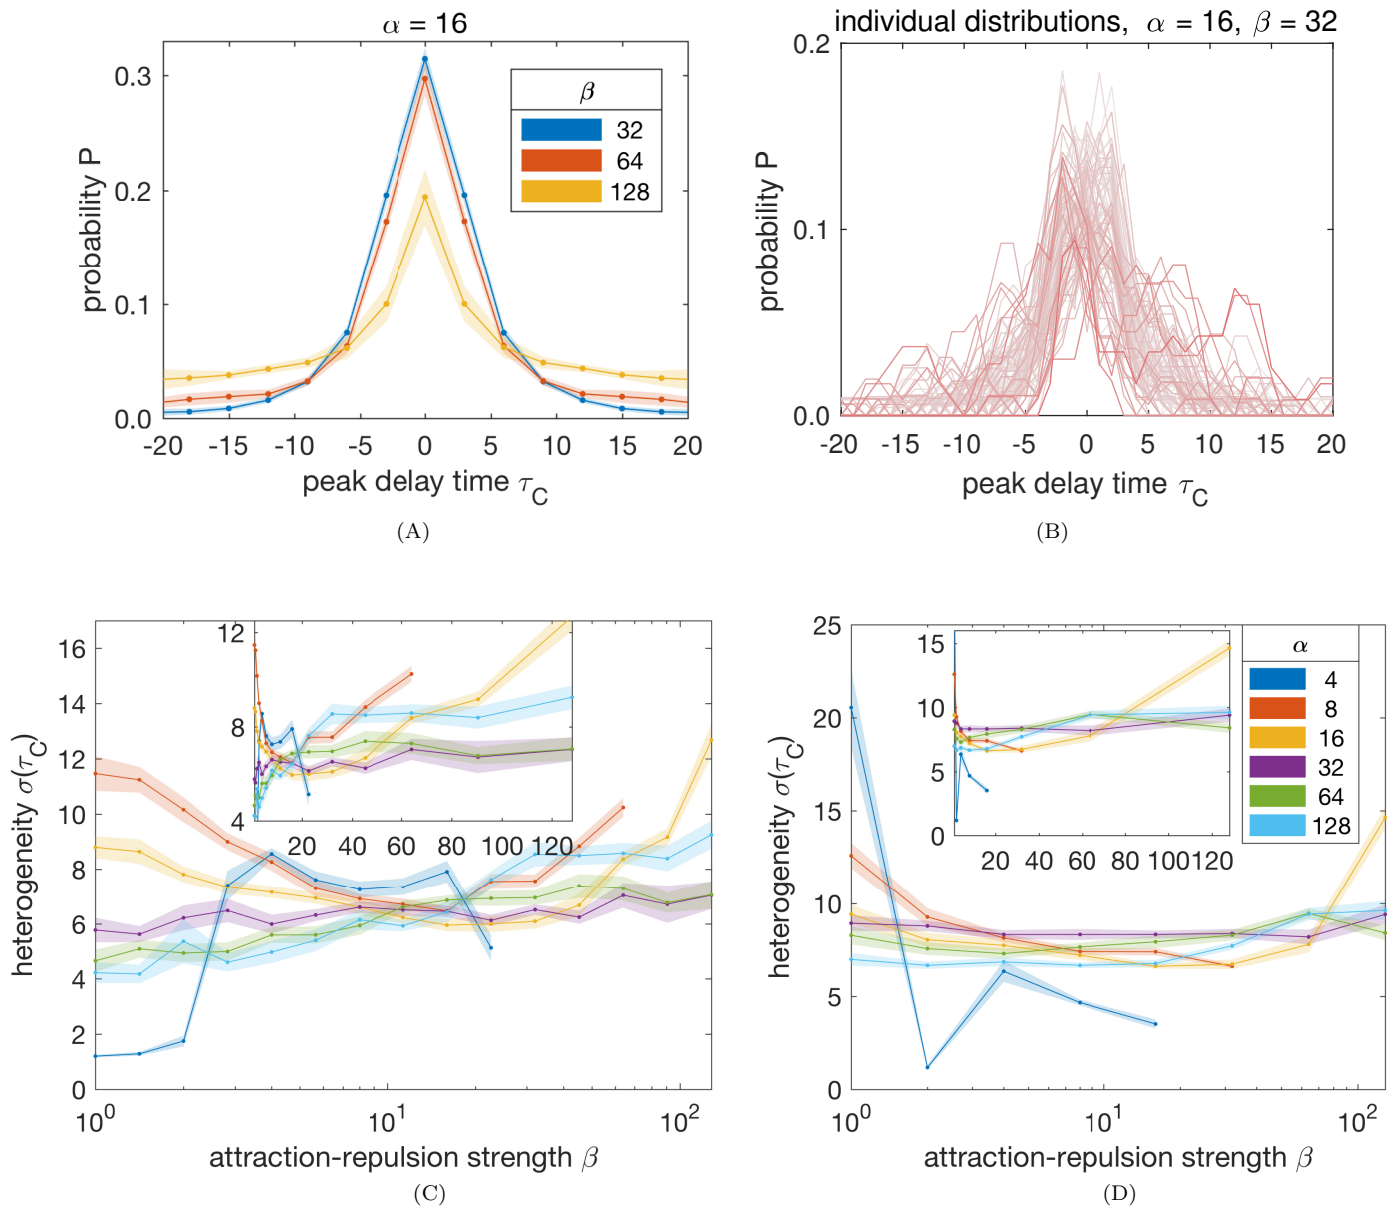 α = 16
0.3
0.2
0.1
0.0
probability P
β
32
64
128
-20 -15 -10 -5 0 5 10 15 20
peak delay time τC
(A)
individual distributions, α = 16, β = 32
0.2
0.1
0.0
probability P
-20 -15 -10 -5 0 5 10 15 20
peak delay time τC
(B)
16
14
12
10
8
6
4
2
0
heterogeneity σ(τC)
12
8
4
20 40 60 80 100 120
10^0 10^1 10^2
attraction-repulsion strength β
(C)
25
20
15
10
5
0
heterogeneity σ(τC)
15
10
5
0
20 40 60 80 100 120
α
4
8
16
32
64
128
10^0 10^1 10^2
attraction-repulsion strength β
(D)